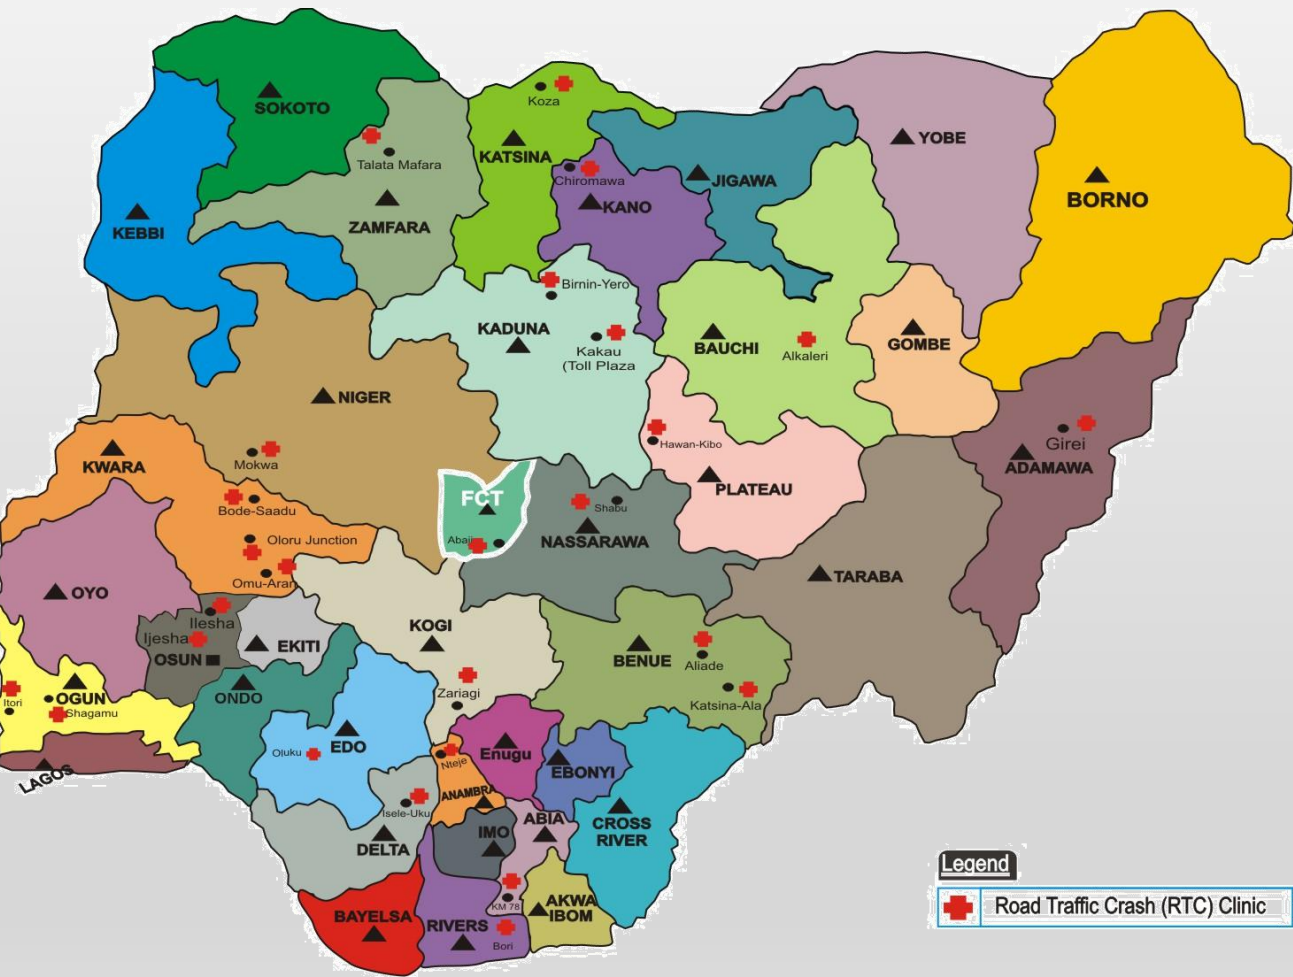 Koza
SOKOTO
KATSINA
YOBE
Talata Mafara
Chiromawa
JIGAWA
BORNO
KANO
ZAMFARA
KEBBI
Birnin-Yero
KADUNA
Kakau
(Toll Plaza
BAUCHI
Alkaleri
GOMBE
NIGER
Hawan-Kibo
Girei
ADAMAWA
KWARA
Mokwa
PLATEAU
FCT
Bode-Saadu
Shabu
NASSARAWA
Abaji
Oloru Junction
Omu-Aran
TARABA
OYO
Ilesha
Ijesha
OSUN
EKITI
KOGI
BENUE
Aliade
Zariagi
Katsina-Ala
ONDO
OGUN
Itori
Shagamu
EDO
Oluku
Enugu
Nteje
EBONYI
LAGOS
ANAMBRA
Isele-Uku
DELTA
IMO
ABIA
CROSS
RIVER
KM 78
AKWA
IBOM
BAYELSA
RIVERS
Bori
Legend
Road Traffic Crash (RTC) Clinic